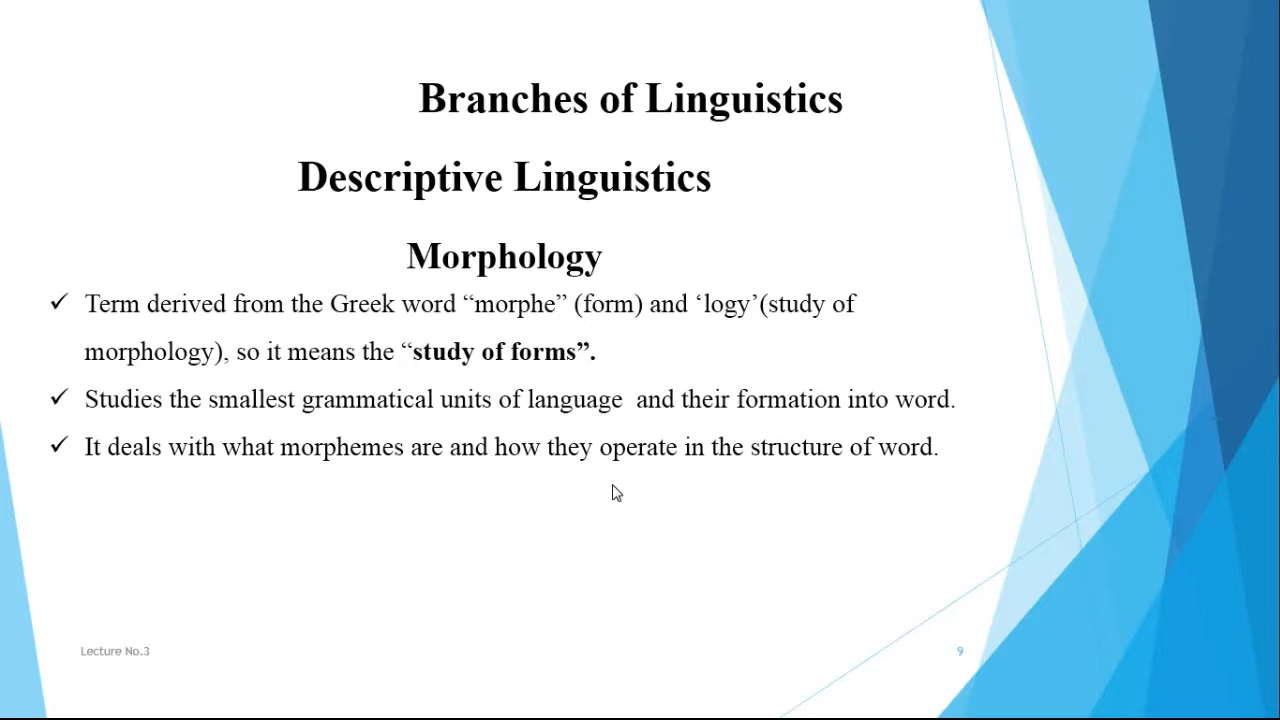 Branches of Linguistics
Descriptive Linguistics
Morphology
✓ Term derived from the Greek word “morphe” (form) and ‘logy’(study of
morphology), so it means the “study of forms”.
✓ Studies the smallest grammatical units of language  and their formation into word.
✓ It deals with what morphemes are and how they operate in the structure of word.
Lecture No.3
9